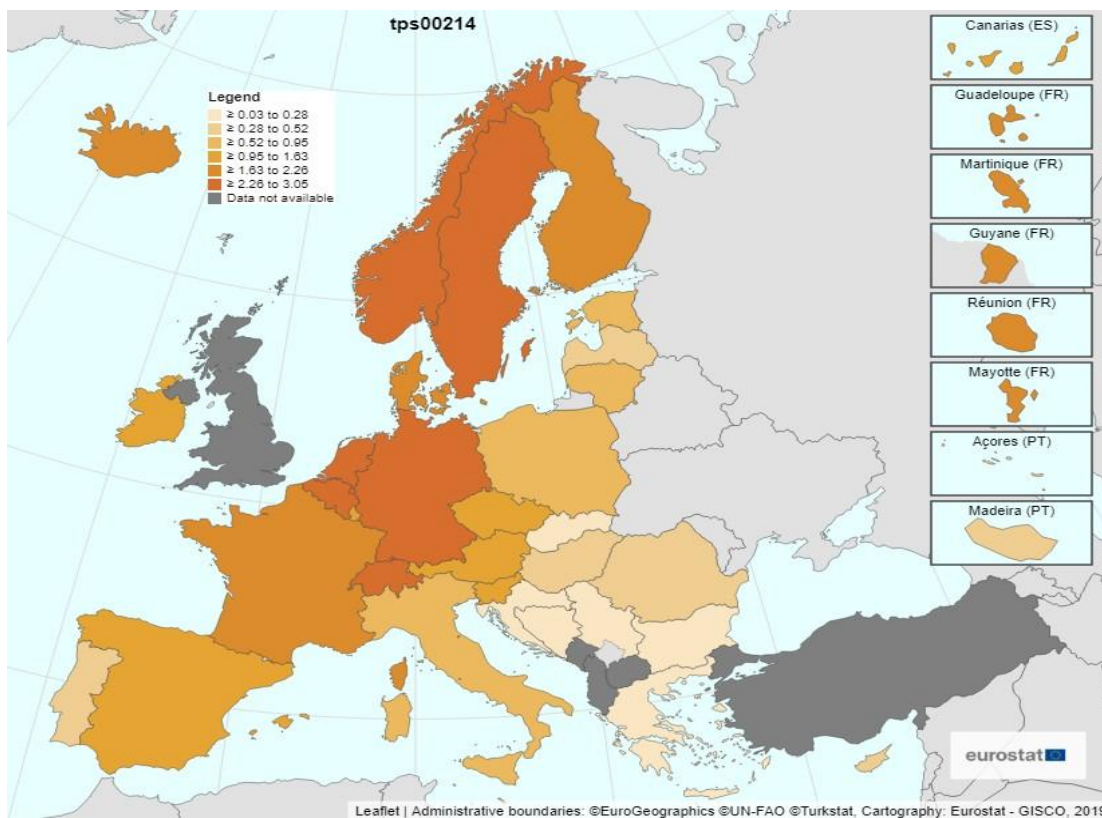 tps00214
Legend
≥ 0.03 to 0.28
≥ 0.28 to 0.52
≥ 0.52 to 0.95
≥ 0.95 to 1.63
≥ 1.63 to 2.26
≥ 2.26 to 3.05
Data not available
Canarias (ES)
Guadeloupe (FR)
Martinique (FR)
Guyane (FR)
Réunion (FR)
Mayotte (FR)
Açores (PT)
Madeira (PT)
eurostat
Leaflet | Administrative boundaries: ©EuroGeographics ©UN-FAO ©Turkstat, Cartography: Eurostat - GISCO, 2019